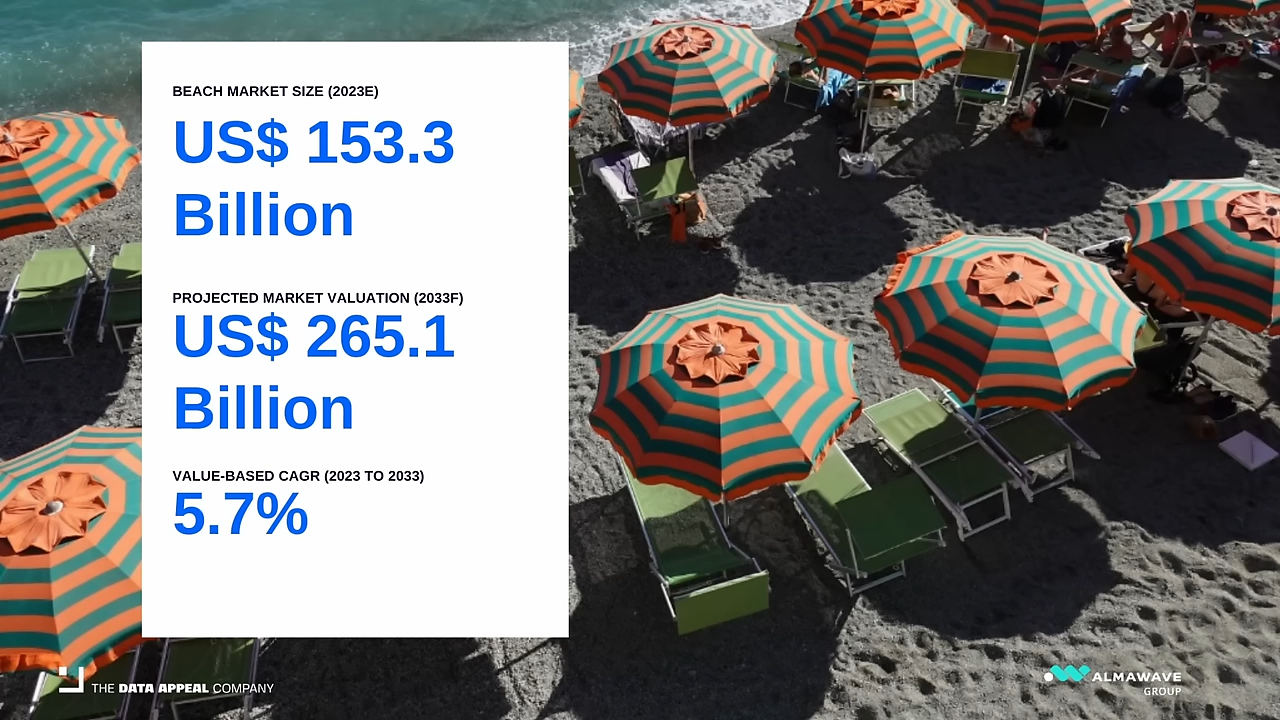 BEACH MARKET SIZE (2023E)
US$ 153.3
Billion
PROJECTED MARKET VALUATION (2033F)
US$ 265.1
Billion
VALUE-BASED CAGR (2023 TO 2033)
5.7%
THE DATA APPEAL COMPANY
ALMAWAVE
GROUP